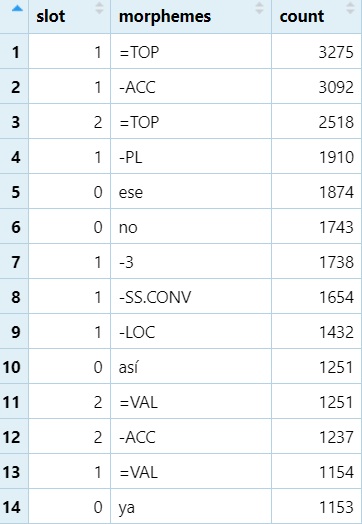 slot morphemes count
1 1 =TOP 3275
2 1 -ACC 3092
3 2 =TOP 2518
4 1 -PL 1910
5 0 ese 1874
6 0 no 1743
7 1 -3 1738
8 1 -SS.CONV 1654
9 1 -LOC 1432
10 0 así 1251
11 2 =VAL 1251
12 2 -ACC 1237
13 1 =VAL 1154
14 0 ya 1153